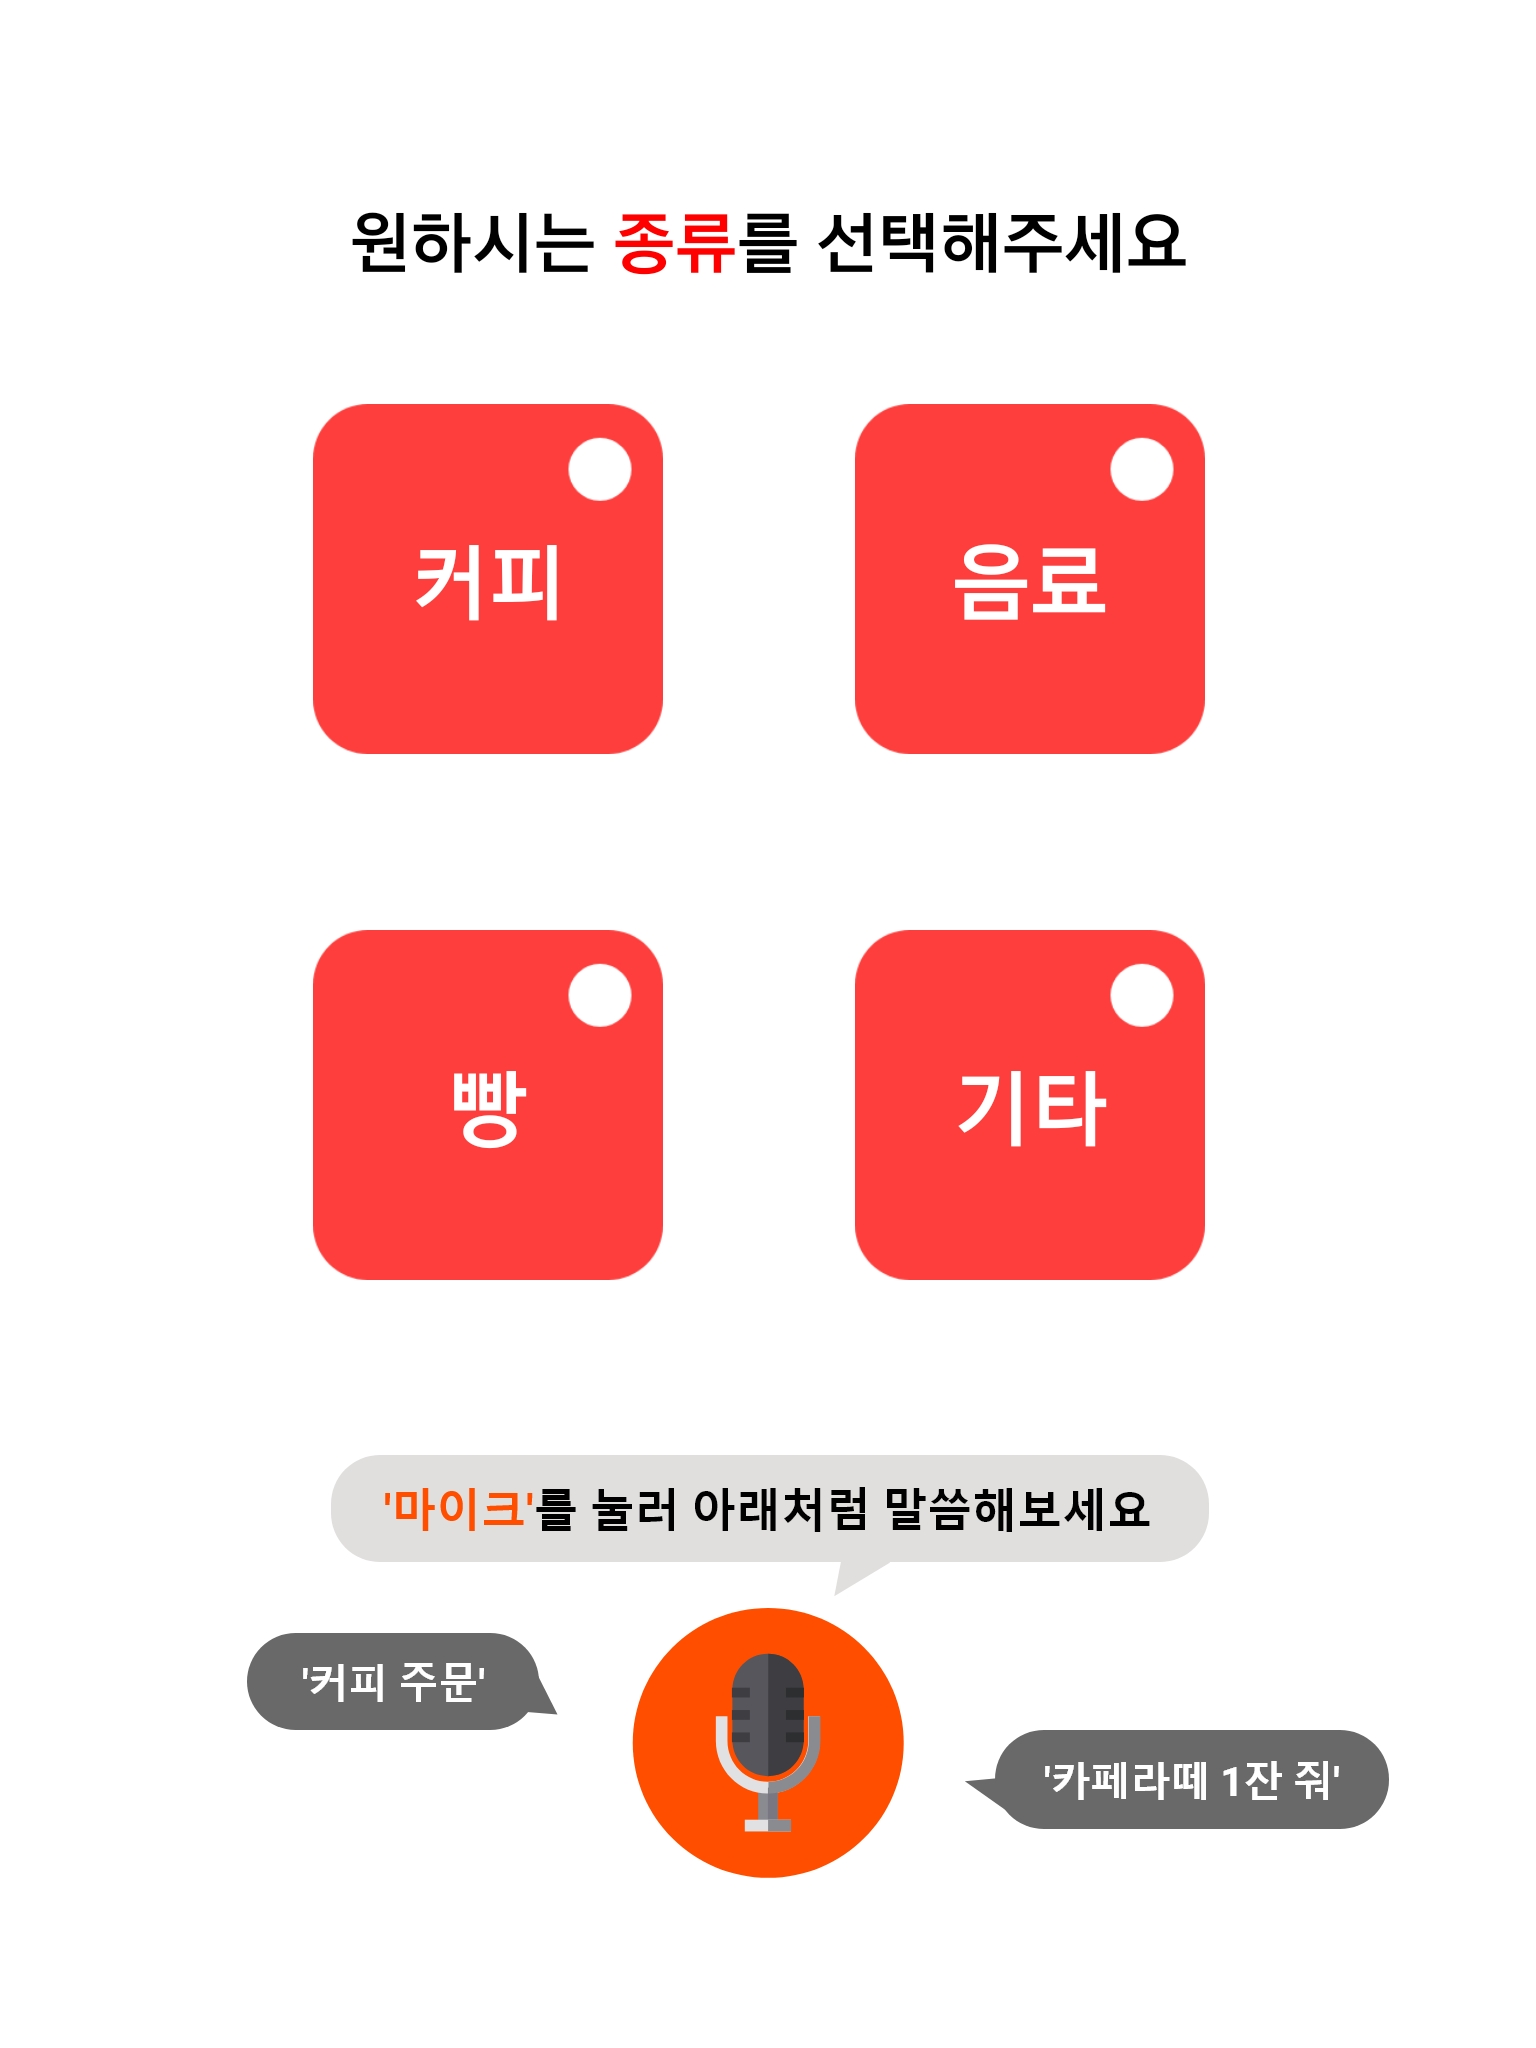 원하시는 종류를 선택해주세요
커피
음료
빵
기타
'마이크'를 눌러 아래처럼 말씀해보세요
'커피 주문'
'카페라떼 1잔 줘'